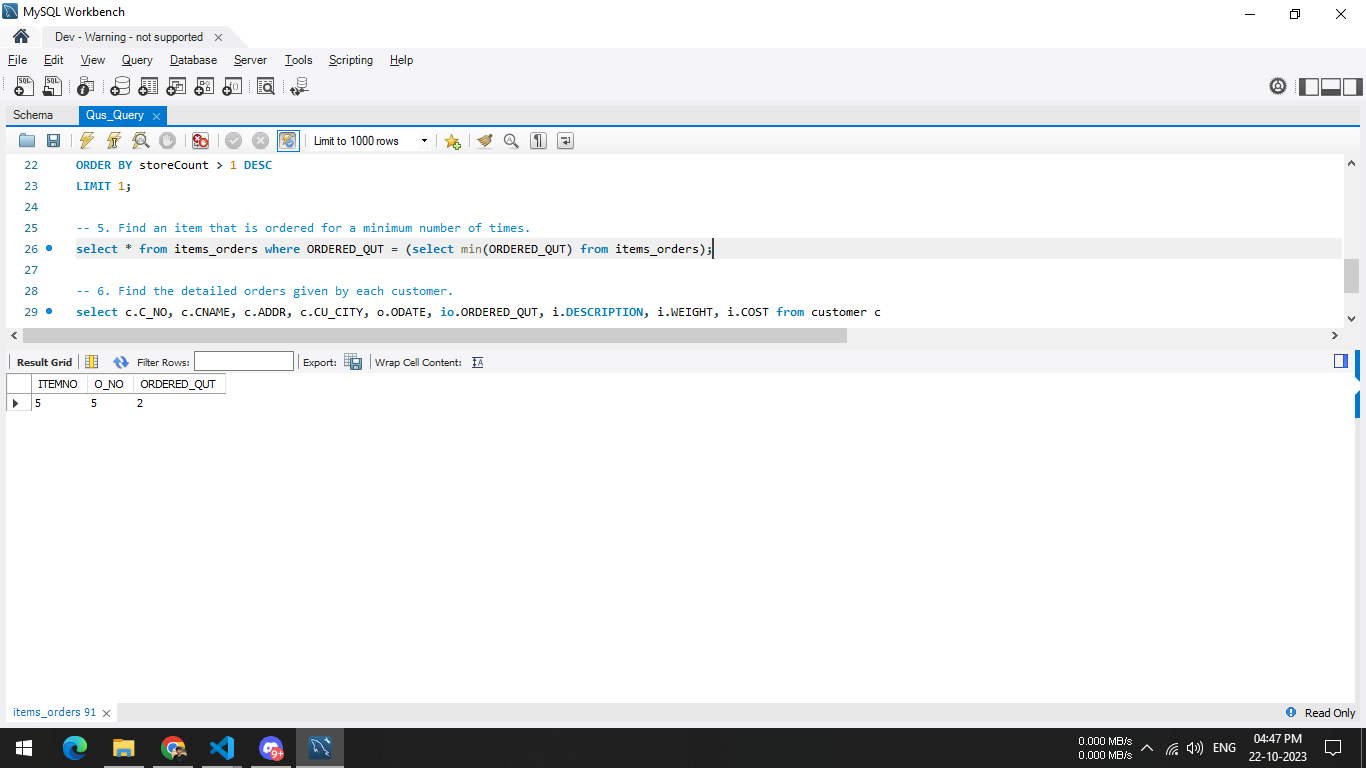 MySQL Workbench
Dev - Warning - not supported
File Edit View Query Database Server Tools Scripting Help
Schema Qus_Query
Limit to 1000 rows
22 ORDER BY storeCount > 1 DESC
23 LIMIT 1;
24
25 -- 5. Find an item that is ordered for a minimum number of times.
26 select * from items_orders where ORDERED_QUT = (select min(ORDERED_QUT) from items_orders);
27
28 -- 6. Find the detailed orders given by each customer.
29 select c.C_NO, c.CNAME, c.ADDR, c.CU_CITY, o.ODATE, io.ORDERED_QUT, i.DESCRIPTION, i.WEIGHT, i.COST from customer c
Result Grid Filter Rows: Export: Wrap Cell Content:
ITEMNO O_NO ORDERED_QUT
5 5 2
items_orders 91
Read Only
9+
0.000 MB/s
0.000 MB/s
ENG
04:47 PM
22-10-2023